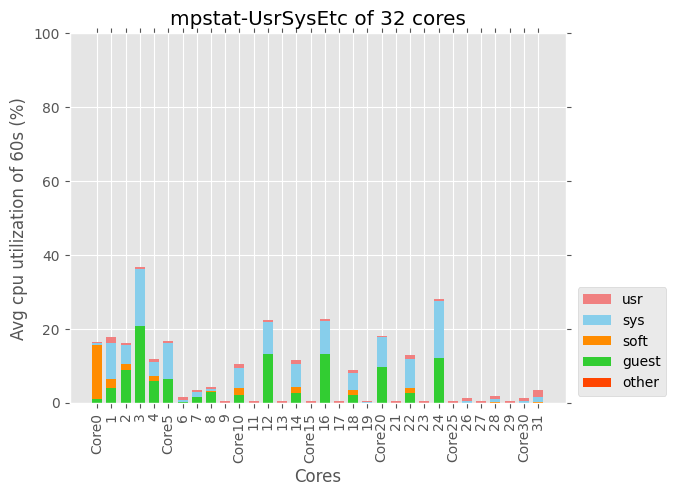 mpstat-UsrSysEtc of 32 cores
Avg cpu utilization of 60s (%)
100
80
60
40
20
0
Core0 1 2 3 4 Core5 6 7 8 9 Core10 11 12 13 14 Core15 16 17 18 19 Core20 21 22 23 24 Core25 26 27 28 29 Core30 31
Cores
usr
sys
soft
guest
other